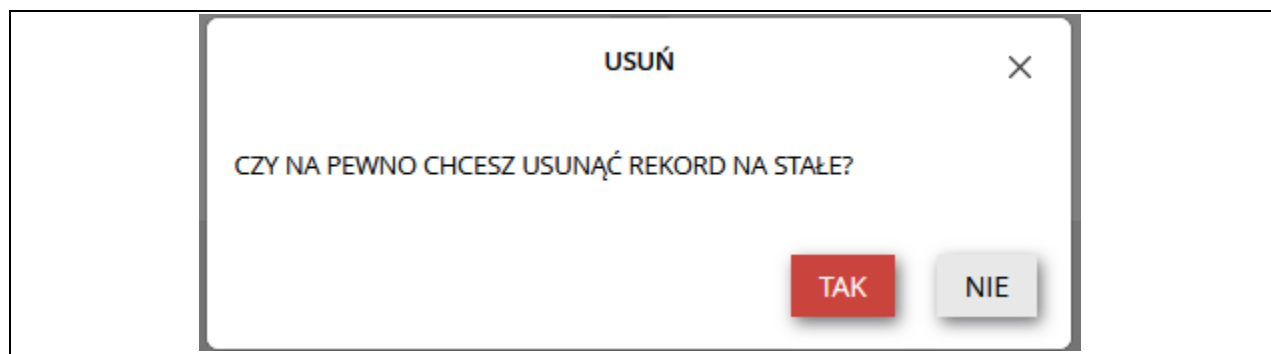 USUŃ
CZY NA PEWNO CHCESZ USUNĄĆ REKORD NA STAŁE?
TAK NIE